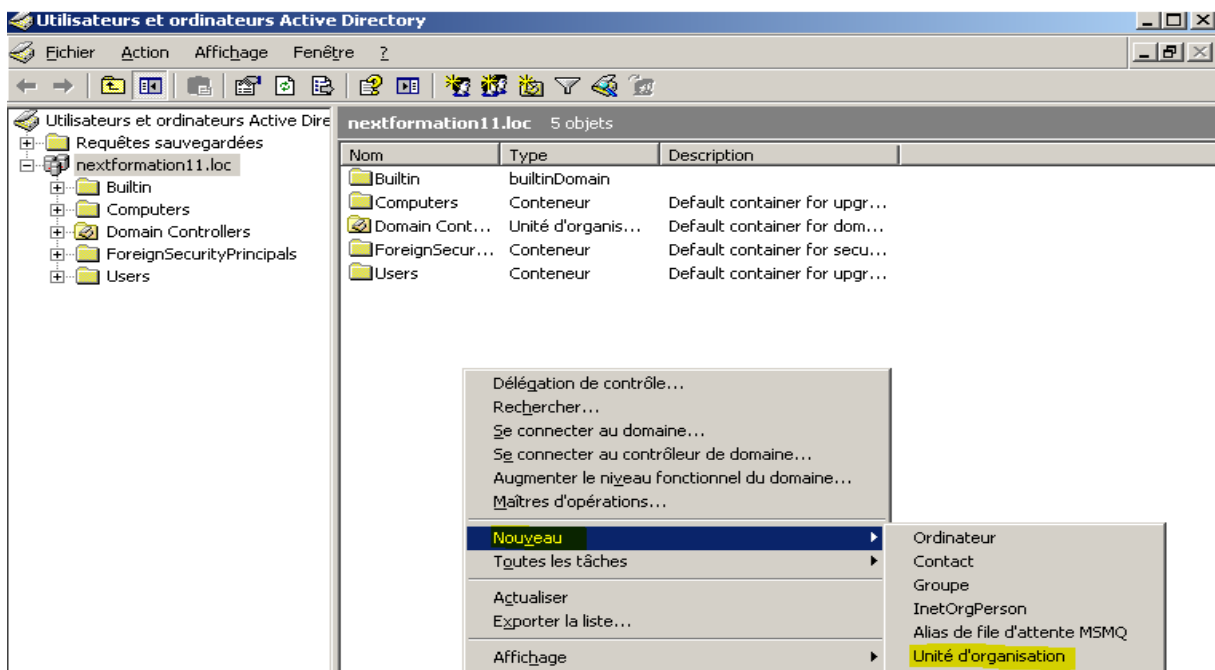 Utilisateurs et ordinateurs Active Directory
Fichier Action Affichage Fenêtre ?
Utilisateurs et ordinateurs Active Dire
Requêtes sauvegardées
nextformation11.loc
Builtin
Computers
Domain Controllers
ForeignSecurityPrincipals
Users
nextformation11.loc 5 objets
Nom Type Description
Builtin builtinDomain
Computers Conteneur Default container for upgr...
Domain Cont... Unité d'organis... Default container for dom...
ForeignSecur... Conteneur Default container for secu...
Users Conteneur Default container for upgr...
Délégation de contrôle...
Rechercher...
Se connecter au domaine...
Se connecter au contrôleur de domaine...
Augmenter le niveau fonctionnel du domaine...
Maîtres d'opérations...
Nouveau
Toutes les tâches
Actualiser
Exporter la liste...
Affichage
Ordinateur
Contact
Groupe
InetOrgPerson
Alias de file d'attente MSMQ
Unité d'organisation